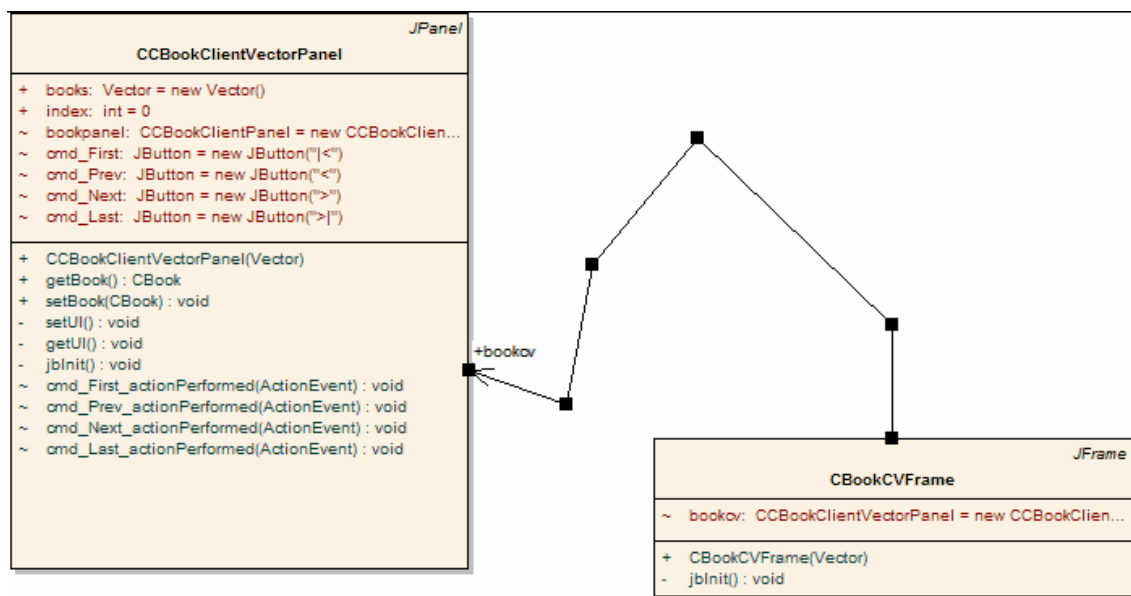 JPanel
CCBookClientVectorPanel
+ books: Vector = new Vector()
+ index: int = 0
~ bookpanel: CCBookClientPanel = new CCBookClien...
~ cmd_First: JButton = new JButton("|<")
~ cmd_Prev: JButton = new JButton("<")
~ cmd_Next: JButton = new JButton(">")
~ cmd_Last: JButton = new JButton(">|")
+ CCBookClientVectorPanel(Vector)
+ getBook() : CBook
+ setBook(CBook) : void
- setUI() : void
- getUI() : void
- jbInit() : void
~ cmd_First_actionPerformed(ActionEvent) : void
~ cmd_Prev_actionPerformed(ActionEvent) : void
~ cmd_Next_actionPerformed(ActionEvent) : void
~ cmd_Last_actionPerformed(ActionEvent) : void
+bookcv
JFrame
CBookCVFrame
~ bookcv: CCBookClientVectorPanel = new CCBookClien...
+ CBookCVFrame(Vector)
- jbInit() : void